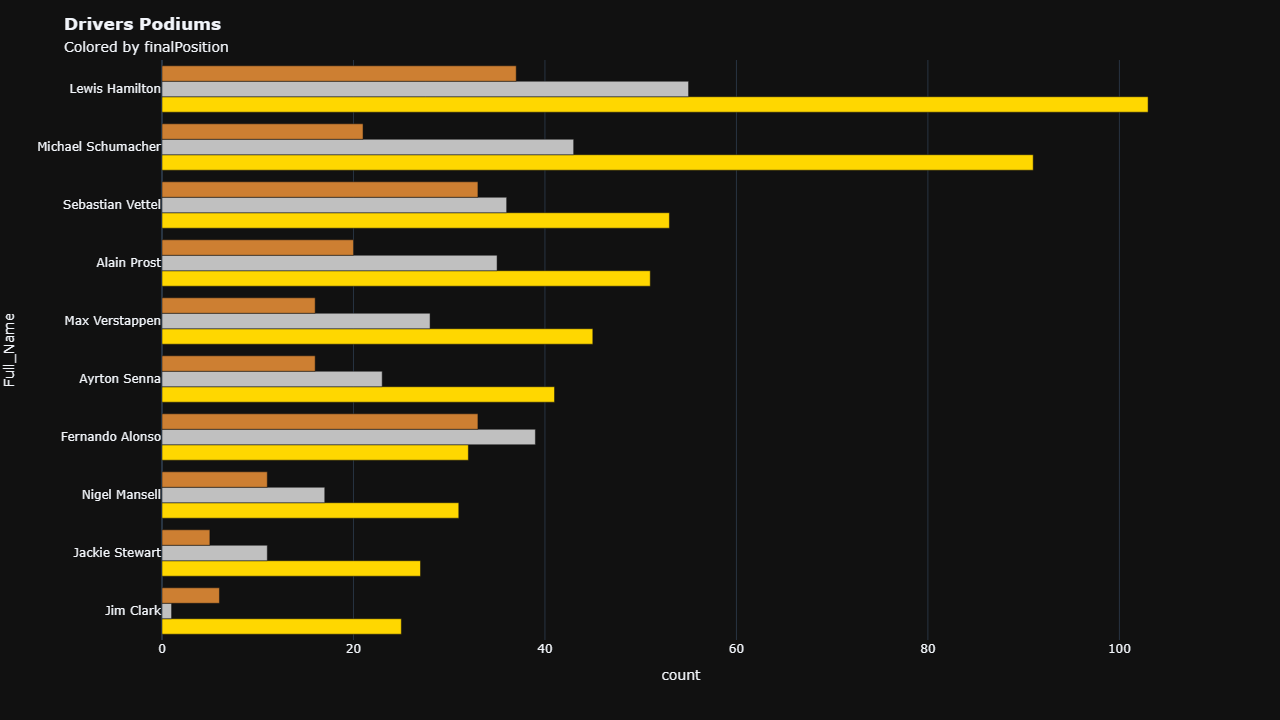 Drivers Podiums
Colored by finalPosition
Full_Name
Lewis Hamilton
Michael Schumacher
Sebastian Vettel
Alain Prost
Max Verstappen
Ayrton Senna
Fernando Alonso
Nigel Mansell
Jackie Stewart
Jim Clark
0 20 40 60 80 100
count